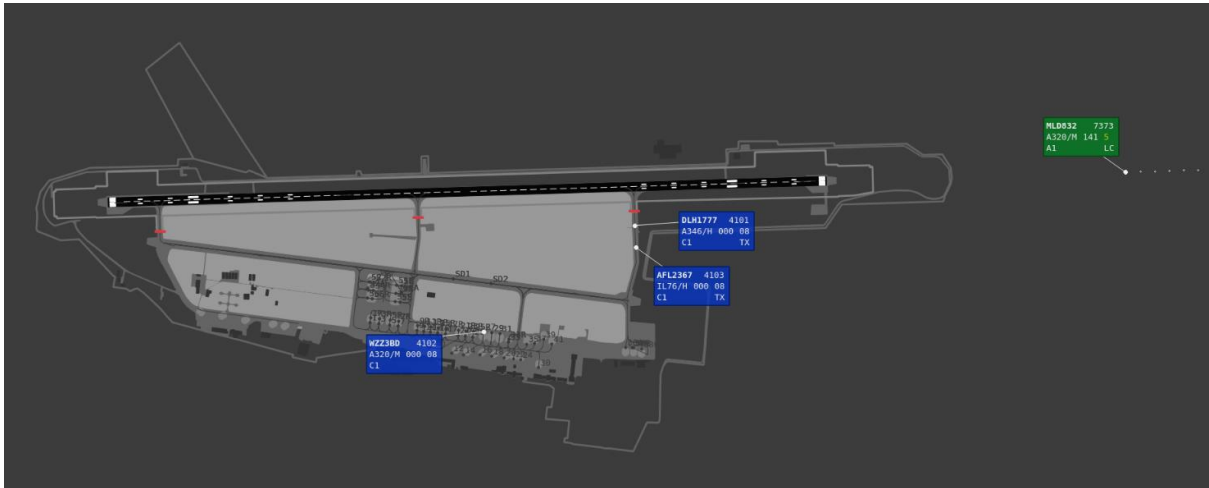 MLD832 7373
A320/M 141 5
A1 LC
DLH1777 4101
A346/H 000 08
C1 TX
AFL2367 4103
IL76/H 000 08
C1 TX
SD1 SD2
WZZ3BD 4102
A320/M 000 08
C1